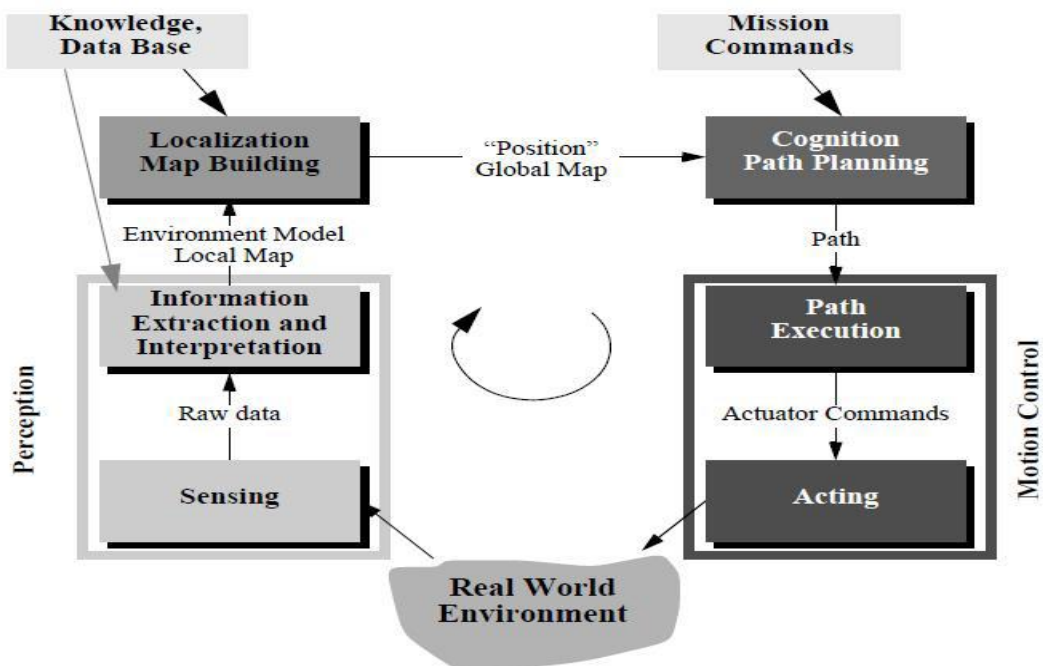 Knowledge,
Data Base
Mission
Commands
Localization
Map Building
“Position”
Global Map
Cognition
Path Planning
Environment Model
Local Map
Path
Information
Extraction and
Interpretation
Path
Execution
Perception
Raw data
Actuator Commands
Motion Control
Sensing
Acting
Real World
Environment